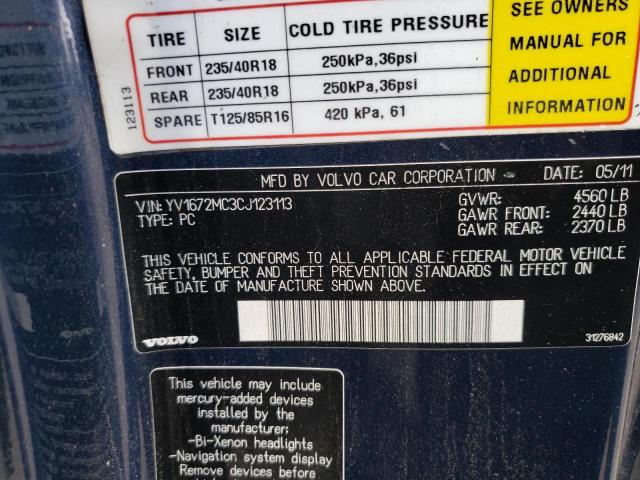 TIRE SIZE COLD TIRE PRESSURE
FRONT 235/40R18 250kPa,36psi
REAR 235/40R18 250kPa,36psi
SPARE T125/85R16 420 kPa, 61
123113
SEE OWNERS
MANUAL FOR
ADDITIONAL
INFORMATION
MFD BY VOLVO CAR CORPORATION DATE: 05/11
VIN: YV1672MC3CJ123113
TYPE: PC
GVWR: 4560 LB
GAWR FRONT: 2440 LB
GAWR REAR: 2370 LB
THIS VEHICLE CONFORMS TO ALL APPLICABLE FEDERAL MOTOR VEHICLE
SAFETY, BUMPER AND THEFT PREVENTION STANDARDS IN EFFECT ON
THE DATE OF MANUFACTURE SHOWN ABOVE.
VOLVO
31276842
This vehicle may include
mercury-added devices
installed by the
manufacturer:
-Bi-Xenon headlights
-Navigation system display
Remove devices before